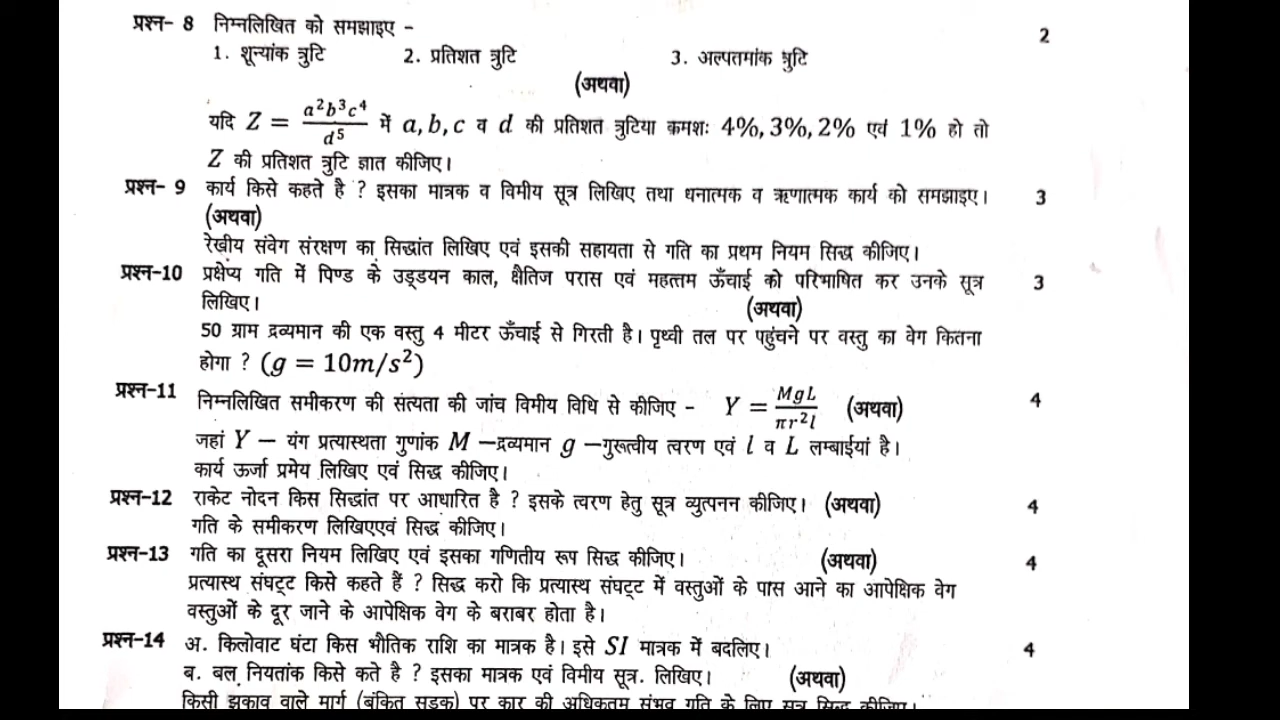 प्रश्न- 8 निम्नलिखित को समझाइए - 2
1. शून्यांक त्रुटि 2. प्रतिशत त्रुटि 3. अल्पतमांक त्रुटि
(अथवा)
यदि Z = a²b³c⁴/d⁵ में a, b, c व d की प्रतिशत त्रुटिया क्रमशः 4%, 3%, 2% एवं 1% हो तो
Z की प्रतिशत त्रुटि ज्ञात कीजिए।
प्रश्न- 9 कार्य किसे कहते है ? इसका मात्रक व विमीय सूत्र लिखिए तथा धनात्मक व ऋणात्मक कार्य को समझाइए। 3
(अथवा)
रेखीय संवेग संरक्षण का सिद्धांत लिखिए एवं इसकी सहायता से गति का प्रथम नियम सिद्ध कीजिए।
प्रश्न-10 प्रक्षेप्य गति में पिण्ड के उड्डयन काल, क्षैतिज परास एवं महत्तम ऊँचाई को परिभाषित कर उनके सूत्र 3
लिखिए। (अथवा)
50 ग्राम द्रव्यमान की एक वस्तु 4 मीटर ऊँचाई से गिरती है। पृथ्वी तल पर पहुंचने पर वस्तु का वेग कितना
होगा ? (g = 10m/s²)
प्रश्न-11 निम्नलिखित समीकरण की सत्यता की जांच विमीय विधि से कीजिए - Y = MgL/πr²l (अथवा) 4
जहां Y – यंग प्रत्यास्थता गुणांक M –द्रव्यमान g –गुरूत्वीय त्वरण एवं l व L लम्बाईयां है।
कार्य ऊर्जा प्रमेय लिखिए एवं सिद्ध कीजिए।
प्रश्न-12 राकेट नोदन किस सिद्धांत पर आधारित है ? इसके त्वरण हेतु सूत्र व्युत्पनन कीजिए। (अथवा) 4
गति के समीकरण लिखिएएवं सिद्ध कीजिए।
प्रश्न-13 गति का दूसरा नियम लिखिए एवं इसका गणितीय रूप सिद्ध कीजिए। (अथवा) 4
प्रत्यास्थ संघट्ट किसे कहते हैं ? सिद्ध करो कि प्रत्यास्थ संघट्ट में वस्तुओं के पास आने का आपेक्षिक वेग
वस्तुओं के दूर जाने के आपेक्षिक वेग के बराबर होता है।
प्रश्न-14 अ. किलोवाट घंटा किस भौतिक राशि का मात्रक है। इसे SI मात्रक में बदलिए। 4
ब. बल नियतांक किसे कते है ? इसका मात्रक एवं विमीय सूत्र. लिखिए। (अथवा)
किसी झुकाव वाले मार्ग (बंकित सड़क) पर कार की अधिकतम संभव गति के लिए सूत्र सिद्ध कीजिए।